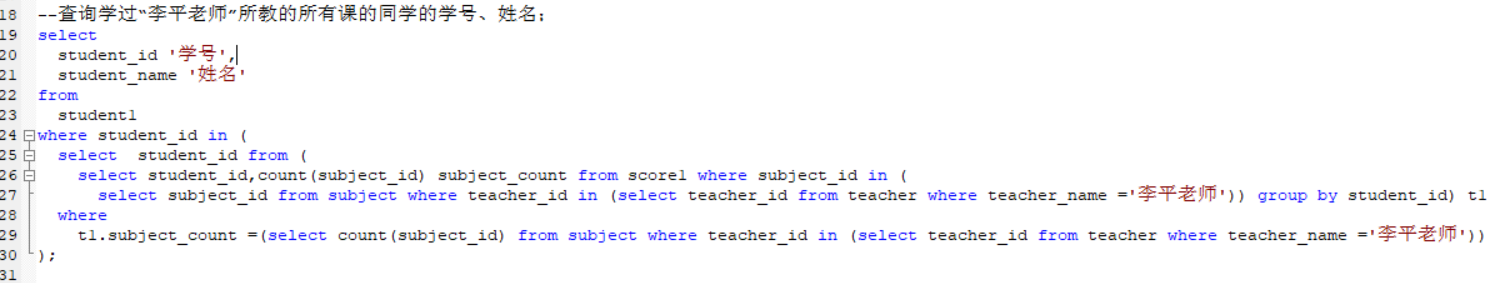 18 --查询学过“李平老师”所教的所有课的同学的学号、姓名;
19 select
20 student_id '学号',
21 student_name '姓名'
22 from
23 student1
24 where student_id in (
25 select  student_id from (
26 select student_id,count(subject_id) subject_count from score1 where subject_id in (
27 select subject_id from subject where teacher_id in (select teacher_id from teacher where teacher_name ='李平老师')) group by student_id) t1
28 where
29 t1.subject_count =(select count(subject_id) from subject where teacher_id in (select teacher_id from teacher where teacher_name ='李平老师'))
30 );
31